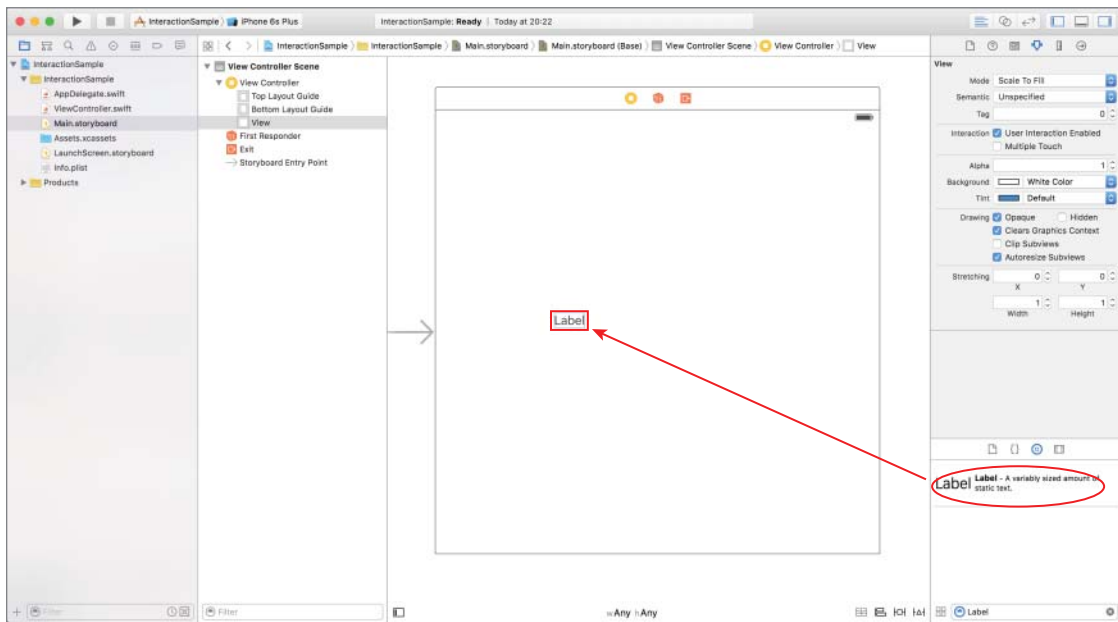 InteractionSample
iPhone 6s Plus
InteractionSample: Ready | Today at 20:22
InteractionSample
InteractionSample
Main.storyboard
Main.storyboard (Base)
View Controller Scene
View Controller
View
InteractionSample
InteractionSample
AppDelegate.swift
ViewController.swift
Main.storyboard
Assets.xcassets
LaunchScreen.storyboard
Info.plist
Products
Filter
View Controller Scene
View Controller
Top Layout Guide
Bottom Layout Guide
View
First Responder
Exit
Storyboard Entry Point
Filter
Label
wAny hAny
View
Mode Scale To Fill
Semantic Unspecified
Tag 0
Interaction User Interaction Enabled
Multiple Touch
Alpha 1
Background White Color
Tint Default
Drawing Opaque Hidden
Clears Graphics Context
Clip Subviews
Autoresize Subviews
Stretching 0 0
X Y
1 1
Width Height
Label
Label - A variably sized amount of
static text.
Label